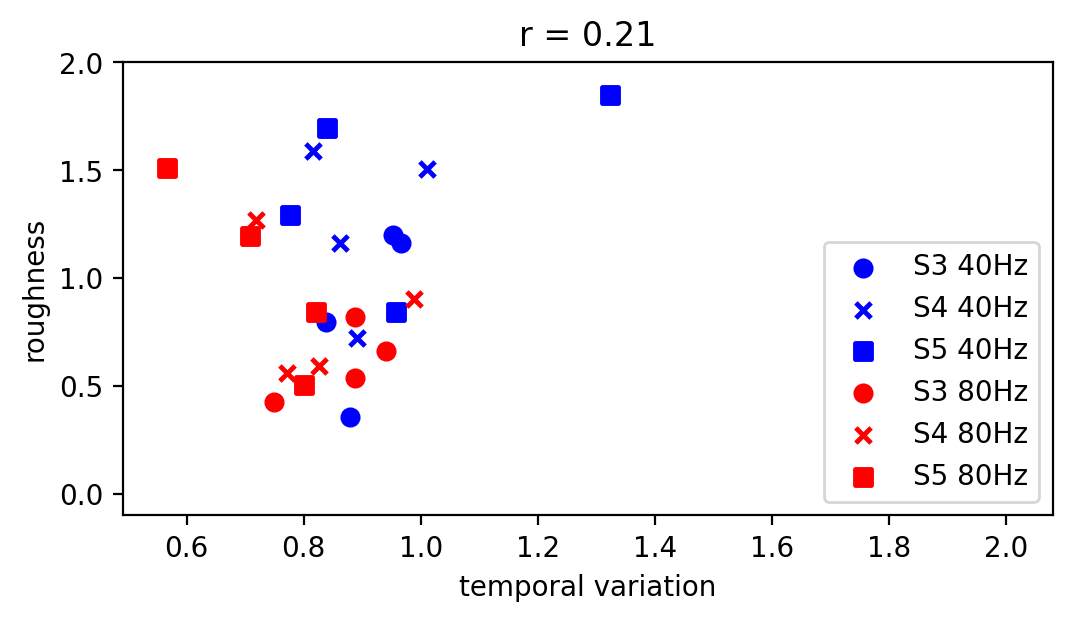 r = 0.21
2.0
1.5
1.0
0.5
0.0
roughness
S3 40Hz
S4 40Hz
S5 40Hz
S3 80Hz
S4 80Hz
S5 80Hz
0.6 0.8 1.0 1.2 1.4 1.6 1.8 2.0
temporal variation